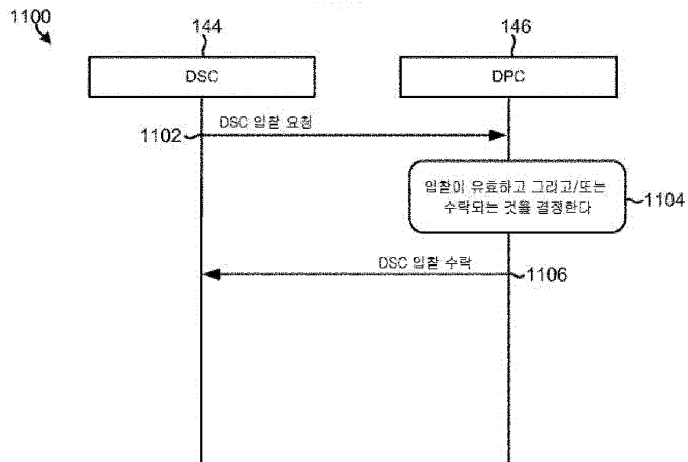 1100
144
146
DSC
DPC
1102
DSC 입찰 요청
입찰이 유효하고 그리고/또는
수락되는 것을 결정한다
1104
DSC 입찰 수락
1106